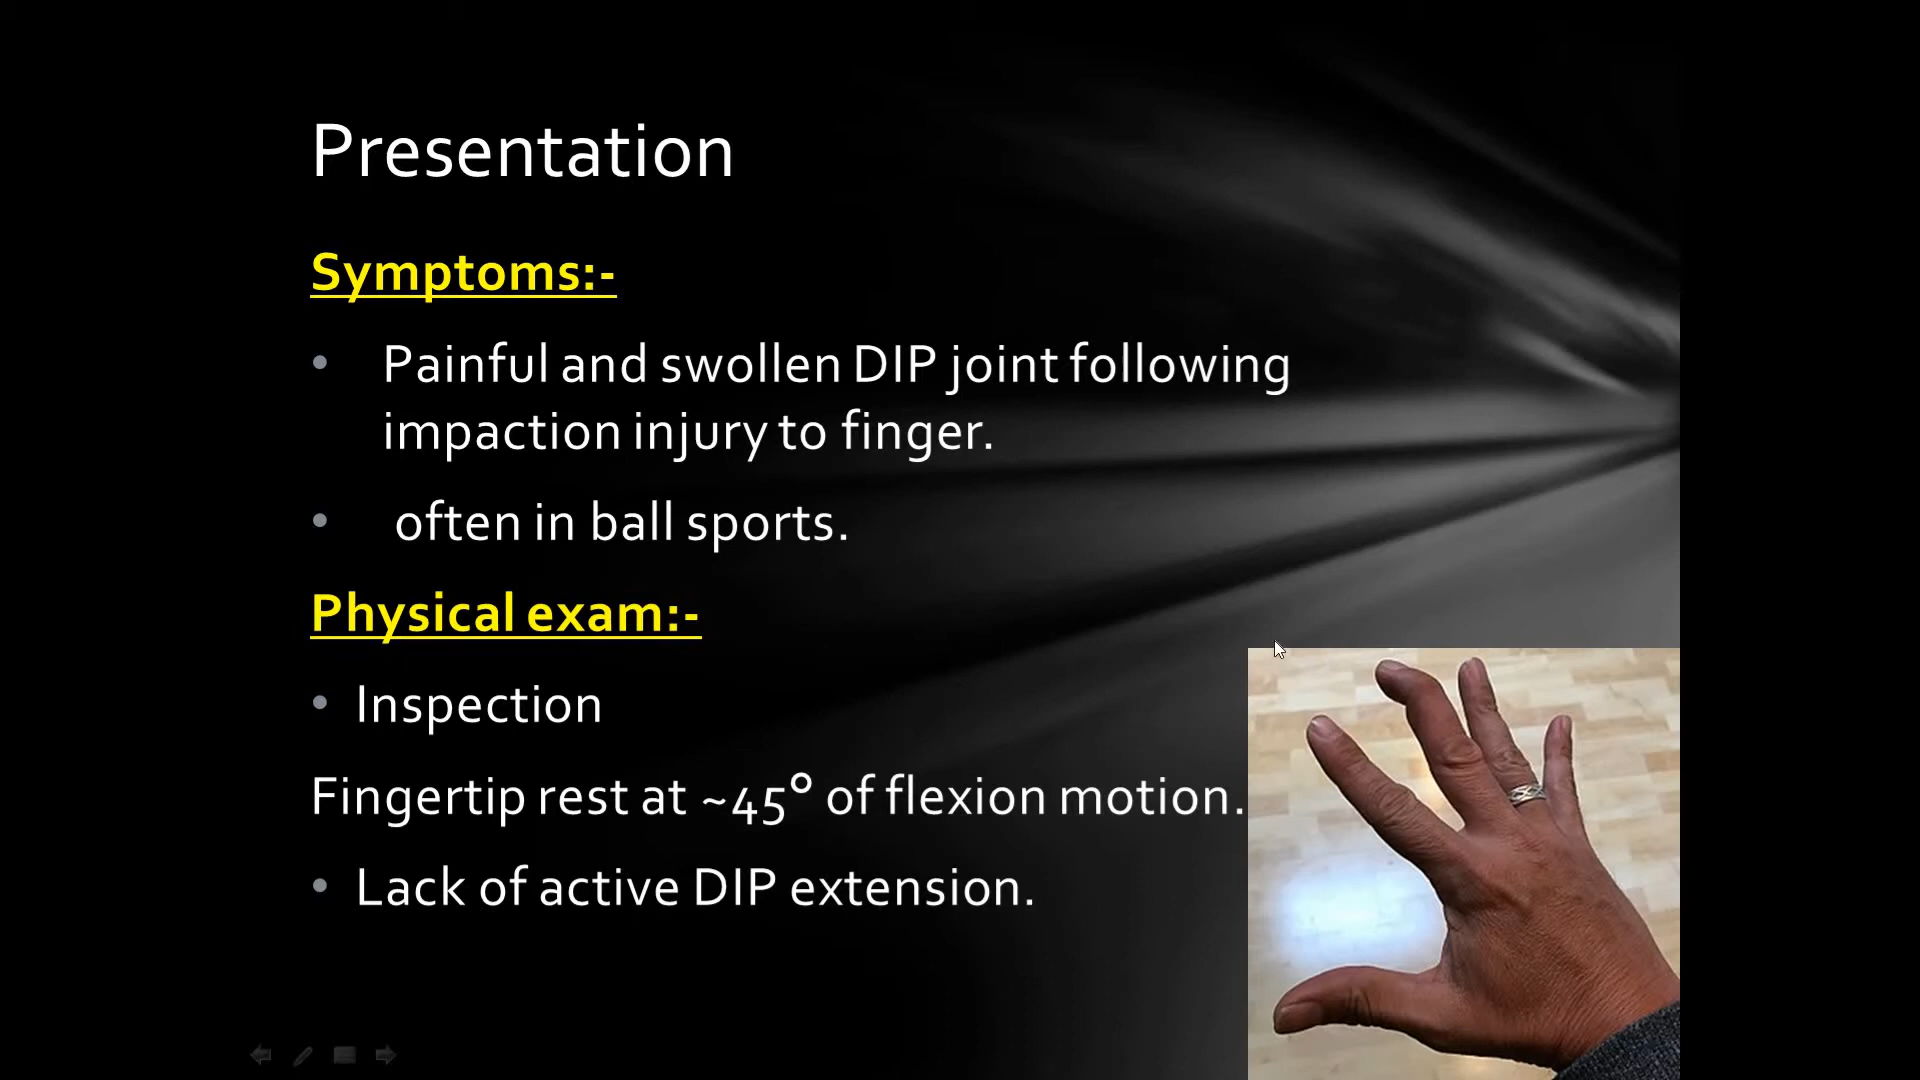 Presentation
Symptoms:-
• Painful and swollen DIP joint following
impaction injury to finger.
• often in ball sports.
Physical exam:-
• Inspection
Fingertip rest at ~45° of flexion motion.
• Lack of active DIP extension.